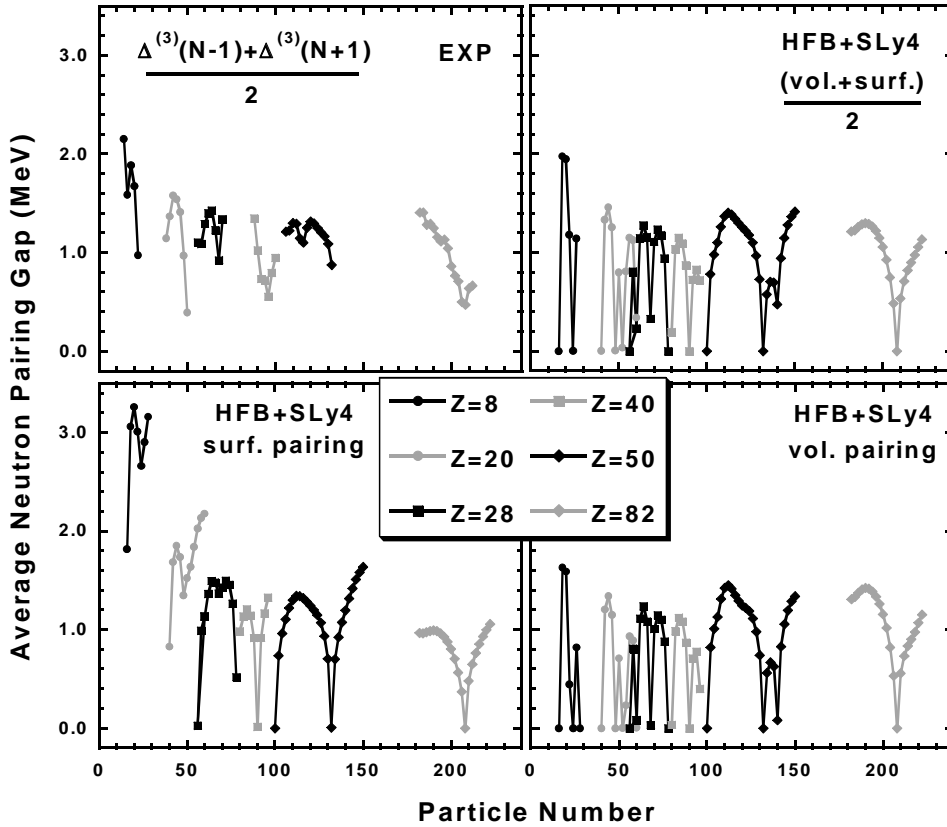 Average Neutron Pairing Gap (MeV)
Δ(3)(N-1)+Δ(3)(N+1)
2
EXP
3.0
2.0
1.0
0.0
HFB+SLy4
(vol.+surf.)
2
HFB+SLy4
surf. pairing
3.0
2.0
1.0
0.0
Z=8
Z=40
Z=20
Z=50
Z=28
Z=82
HFB+SLy4
vol. pairing
0 50 100 150 200
0 50 100 150 200
Particle Number